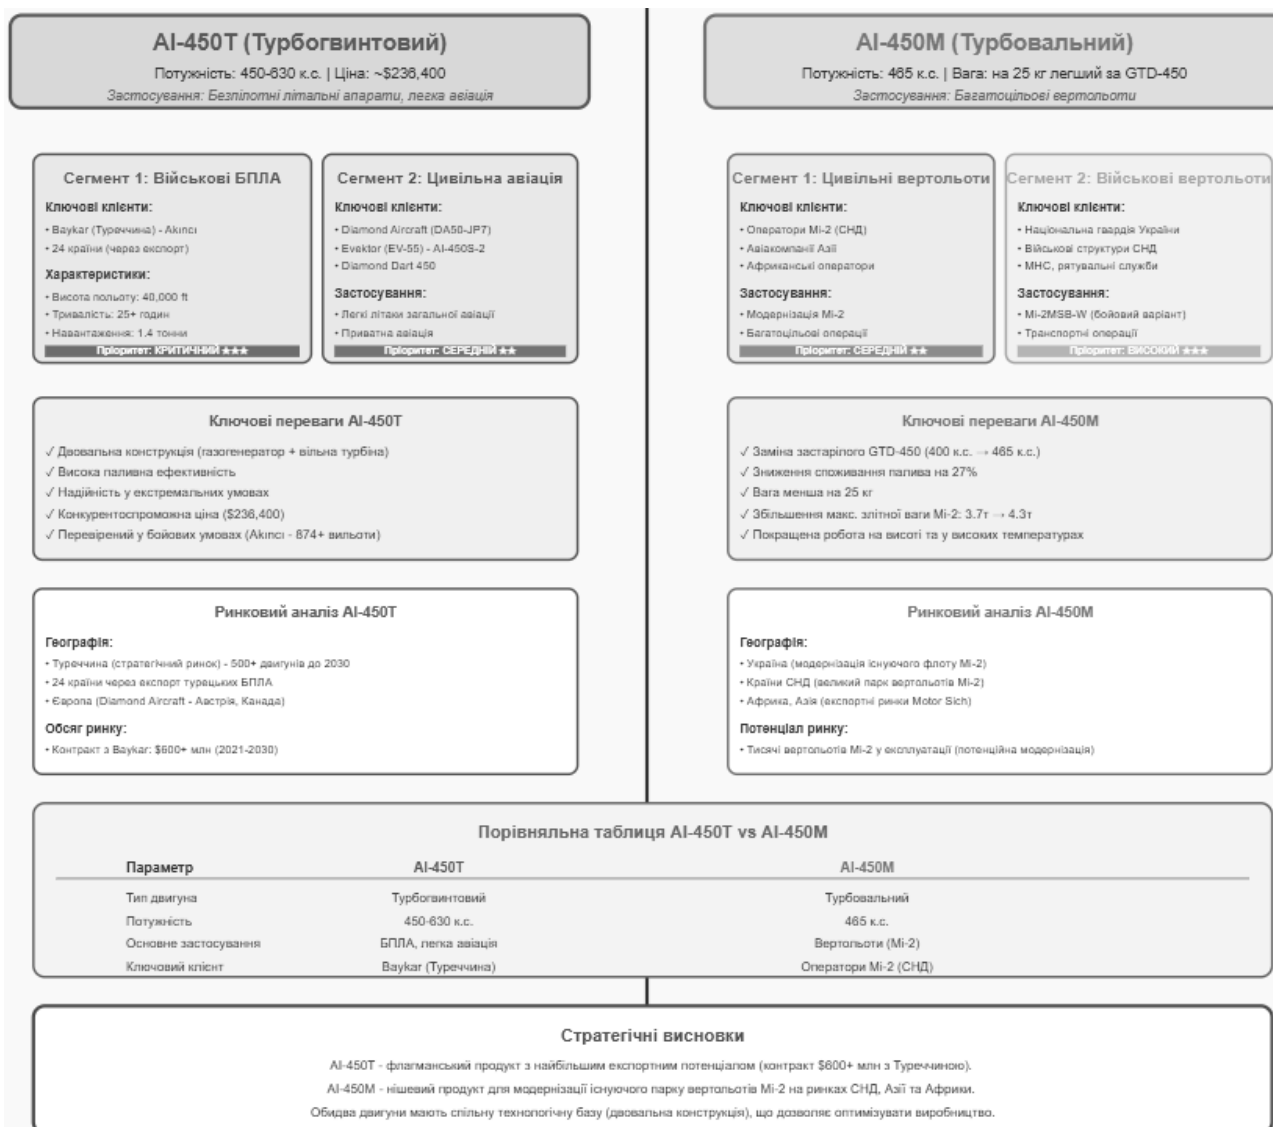 AI-450T (Турбогвинтовий)
Потужність: 450-630 к.с. | Ціна: ~$236,400
Застосування: Безпілотні літальні апарати, легка авіація
Сегмент 1: Військові БПЛА
Ключові клієнти:
• Baykar (Туреччина) - Akıncı
• 24 країни (через експорт)
Характеристики:
• Висота польоту: 40,000 ft
• Тривалість: 25+ годин
• Навантаження: 1.4 тонни
Пріоритет: КРИТИЧНИЙ ★★★
Сегмент 2: Цивільна авіація
Ключові клієнти:
• Diamond Aircraft (DA50-JP7)
• Evektor (EV-55) - AI-450S-2
• Diamond Dart 450
Застосування:
• Легкі літаки загальної авіації
• Приватна авіація
Пріоритет: СЕРЕДНІЙ ★★
Ключові переваги AI-450T
✓ Двовальна конструкція (газогенератор + вільна турбіна)
✓ Висока паливна ефективність
✓ Надійність у екстремальних умовах
✓ Конкурентоспроможна ціна ($236,400)
✓ Перевірений у бойових умовах (Akıncı - 874+ вильоти)
Ринковий аналіз AI-450T
Географія:
• Туреччина (стратегічний ринок) - 500+ двигунів до 2030
• 24 країни через експорт турецьких БПЛА
• Європа (Diamond Aircraft - Австрія, Канада)
Обсяг ринку:
• Контракт з Baykar: $600+ млн (2021-2030)
AI-450M (Турбовальний)
Потужність: 465 к.с. | Вага: на 25 кг легший за GTD-450
Застосування: Багатоцільові вертольоти
Сегмент 1: Цивільні вертольоти
Ключові клієнти:
• Оператори Мі-2 (СНД)
• Авіакомпанії Азії
• Африканські оператори
Застосування:
• Модернізація Мі-2
• Багатоцільові операції
Пріоритет: СЕРЕДНІЙ ★★
Сегмент 2: Військові вертольоти
Ключові клієнти:
• Національна гвардія України
• Військові структури СНД
• МНС, рятувальні служби
Застосування:
• Mi-2MSB-W (бойовий варіант)
• Транспортні операції
Пріоритет: ВИСОКИЙ ★★★
Ключові переваги AI-450M
✓ Заміна застарілого GTD-450 (400 к.с. → 465 к.с.)
✓ Зниження споживання палива на 27%
✓ Вага менша на 25 кг
✓ Збільшення макс. злітної ваги Мі-2: 3.7т → 4.3т
✓ Покращена робота на висоті та у високих температурах
Ринковий аналіз AI-450M
Географія:
• Україна (модернізація існуючого флоту Мі-2)
• Країни СНД (великий парк вертольотів Мі-2)
• Африка, Азія (експортні ринки Motor Sich)
Потенціал ринку:
• Тисячі вертольотів Мі-2 у експлуатації (потенційна модернізація)
Порівняльна таблиця AI-450T vs AI-450M
Параметр AI-450T AI-450M
Тип двигуна Турбогвинтовий Турбовальний
Потужність 450-630 к.с. 465 к.с.
Основне застосування БПЛА, легка авіація Вертольоти (Мі-2)
Ключовий клієнт Baykar (Туреччина) Оператори Мі-2 (СНД)
Стратегічні висновки
AI-450T - флагманський продукт з найбільшим експортним потенціалом (контракт $600+ млн з Туреччиною).
AI-450M - нішевий продукт для модернізації існуючого парку вертольотів Мі-2 на ринках СНД, Азії та Африки.
Обидва двигуни мають спільну технологічну базу (двовальна конструкція), що дозволяє оптимізувати виробництво.